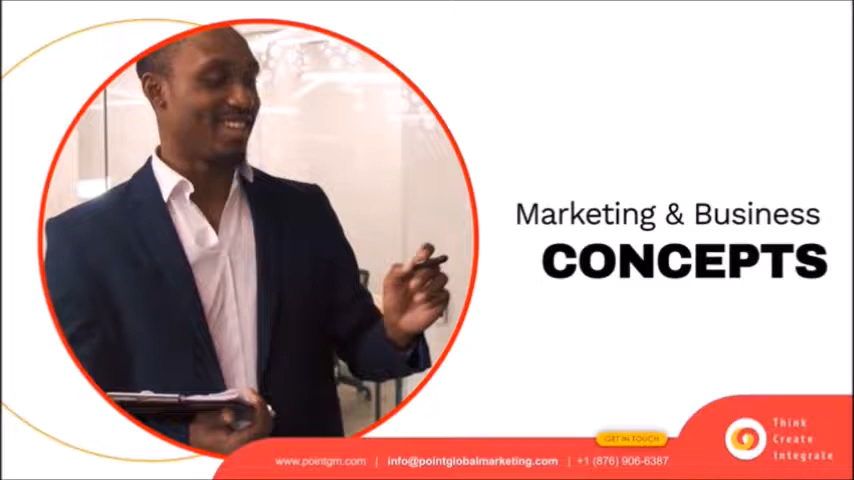 Marketing & Business
CONCEPTS
GET IN TOUCH
www.pointgm.com | info@pointglobalmarketing.com | +1 (876) 906-6387
Think
Create
Integrate